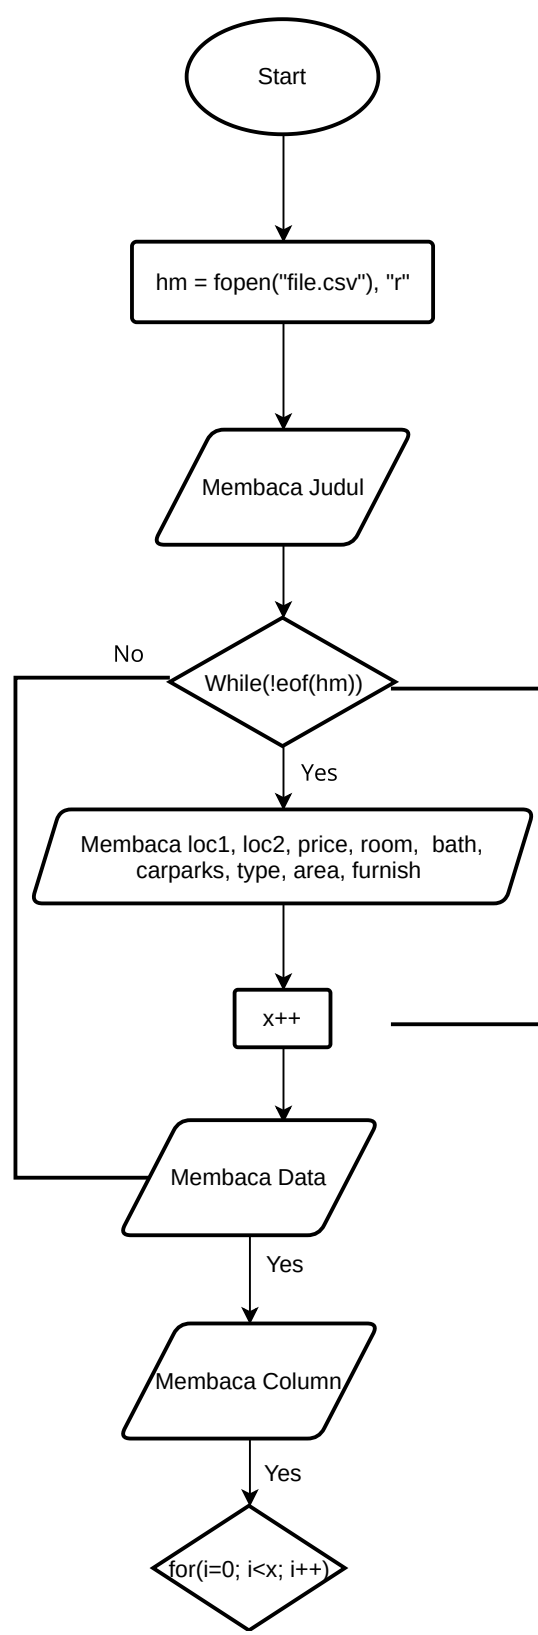 Start
hm = fopen("file.csv"), "r"
Membaca Judul
No
While(!eof(hm))
Yes
Membaca loc1, loc2, price, room,  bath,
carparks, type, area, furnish
x++
Membaca Data
Yes
Membaca Column
Yes
for(i=0; i<x; i++)